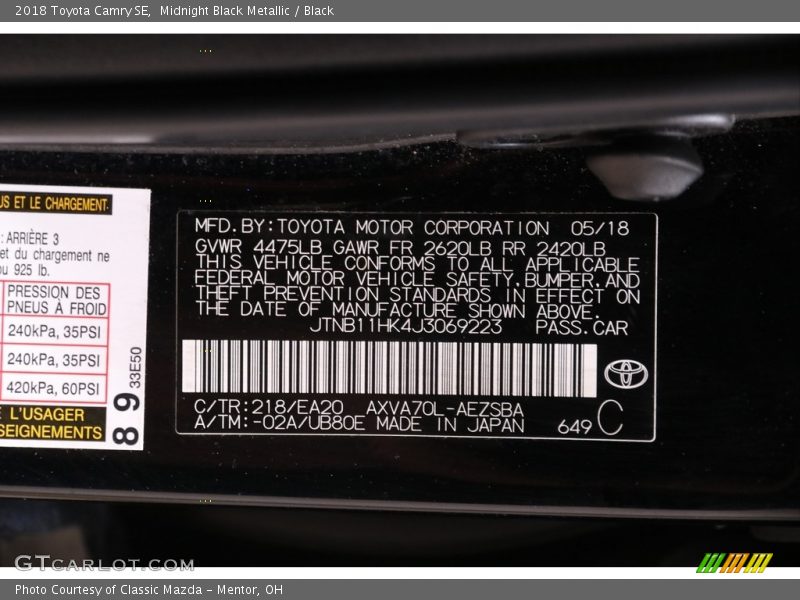 2018 Toyota Camry SE, Midnight Black Metallic / Black
US ET LE CHARGEMENT
: ARRIÈRE 3
et du chargement ne
ou 925 lb.
PRESSION DES
PNEUS À FROID
240kPa, 35PSI
240kPa, 35PSI
420kPa, 60PSI
L'USAGER
SEIGNEMENTS
89 33E50
MFD.BY:TOYOTA MOTOR CORPORATION 05/18
GVWR 4475LB GAWR FR 2620LB RR 2420LB
THIS VEHICLE CONFORMS TO ALL APPLICABLE
FEDERAL MOTOR VEHICLE SAFETY,BUMPER,AND
THEFT PREVENTION STANDARDS IN EFFECT ON
THE DATE OF MANUFACTURE SHOWN ABOVE.
JTNB11HK4J3069223 PASS.CAR
C/TR:218/EA20 AXVA70L-AEZSBA
A/TM:-02A/UB80E MADE IN JAPAN 649 C
GTCARLOT.COM
Photo Courtesy of Classic Mazda - Mentor, OH